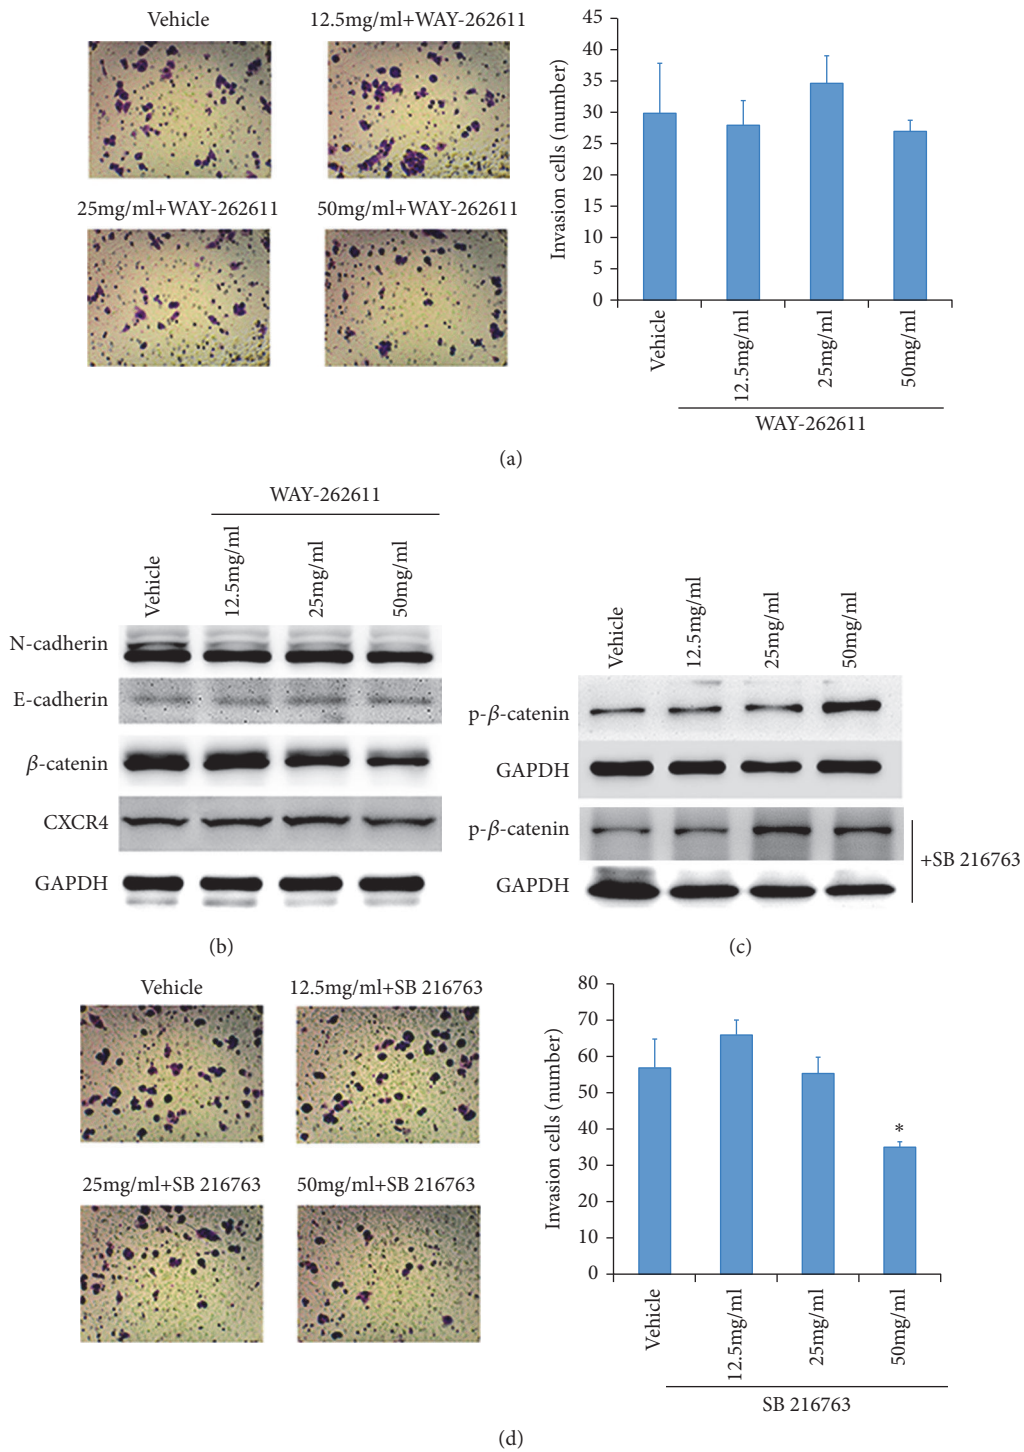 Vehicle
12.5mg/ml+WAY-262611
25mg/ml+WAY-262611
50mg/ml+WAY-262611
Invasion cells (number)
45
40
35
30
25
20
15
10
5
0
Vehicle
12.5mg/ml
25mg/ml
50mg/ml
WAY-262611
(a)
WAY-262611
Vehicle
12.5mg/ml
25mg/ml
50mg/ml
N-cadherin
E-cadherin
β-catenin
CXCR4
GAPDH
(b)
Vehicle
12.5mg/ml
25mg/ml
50mg/ml
p-β-catenin
GAPDH
p-β-catenin
GAPDH
+SB 216763
(c)
Vehicle
12.5mg/ml+SB 216763
25mg/ml+SB 216763
50mg/ml+SB 216763
Invasion cells (number)
80
70
60
50
40
30
20
10
0
*
Vehicle
12.5mg/ml
25mg/ml
50mg/ml
SB 216763
(d)